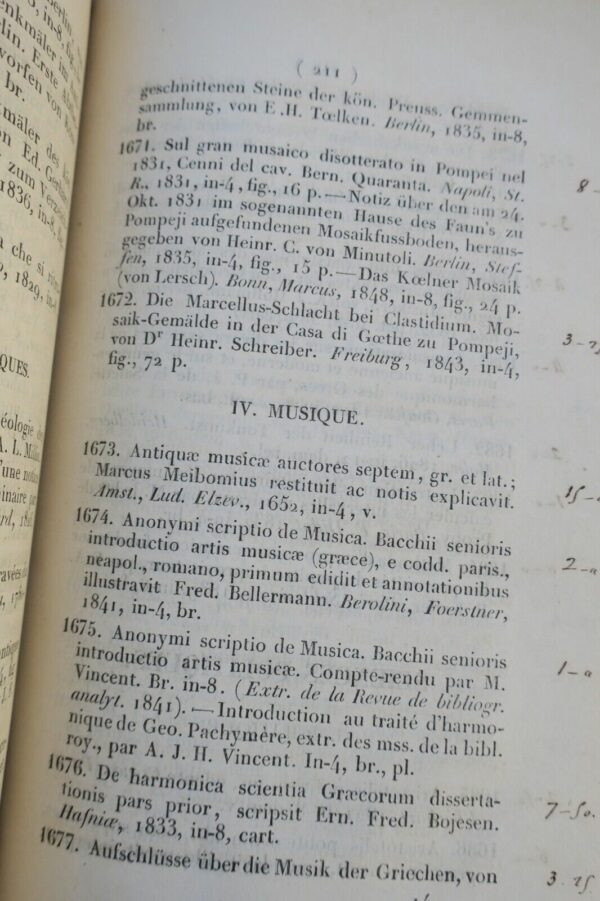 ( 211 )
geschnittenen Steine der kön. Preuss. Gemmen-
sammlung, von E.H. Tœlken. Berlin, 1835, in-8,
br.
1671. Sul gran musaico disotterato in Pompei nel
1831, Cenni del cav. Bern. Quaranta. Napoli, St.
R., 1831, in-4, fig., 16 p. — Notiz über den am 24.
Okt. 1831 im sogenannten Hause des Faun's zu
Pompeji aufgefundenen Mosaikfussboden, heraus-
gegeben von Heinr. C. von Minutoli. Berlin, Stef-
fen, 1835, in-4, fig., 15 p. — Das Kœlner Mosaik
(von Lersch). Bonn, Marcus, 1848, in-8, fig., 24 p.
8-
1672. Die Marcellus-Schlacht bei Clastidium. Mo-
saik-Gemälde in der Casa di Gœthe zu Pompeji,
von Dr Heinr. Schreiber. Freiburg, 1843, in-4,
fig., 72 p.
IV. MUSIQUE.
1673. Antiquæ musicæ auctores septem, gr. et lat.;
Marcus Meibomius restituit ac notis explicavit.
Amst., Lud. Elzev., 1652, in-4, v.
15-
1674. Anonymi scriptio de Musica. Bacchii senioris
introductio artis musicæ (græce), e codd. paris.,
neapol., romano, primum edidit et annotationibus
illustravit Fred. Bellermann. Berolini, Foerstner,
1841, in-4, br.
1675. Anonymi scriptio de Musica. Bacchii senioris
introductio artis musicæ. Compte-rendu par M.
Vincent. Br. in-8. (Extr. de la Revue de bibliogr.
analyt. 1841). — Introduction au traité d'harmo-
nique de Geo. Pachymère, extr. des mss. de la bibl.
roy., par A. J. H. Vincent. In-4, br., pl.
1676. De harmonica scientia Græcorum disserta-
tionis pars prior, scripsit Ern. Fred. Bojesen.
Hafniæ, 1833, in-8, cart.
7-50.
1677. Aufschlüsse über die Musik der Griechen, von